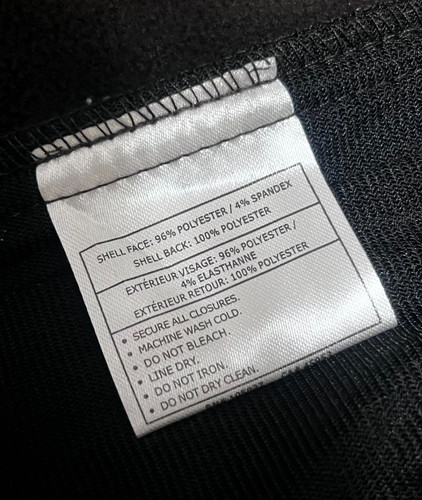 SHELL FACE: 96% POLYESTER / 4% SPANDEX
SHELL BACK: 100% POLYESTER
EXTÉRIEUR VISAGE: 96% POLYESTER /
4% ELASTHANNE
EXTÉRIEUR RETOUR: 100% POLYESTER
• SECURE ALL CLOSURES.
• MACHINE WASH COLD.
• DO NOT BLEACH.
• LINE DRY.
• DO NOT IRON.
• DO NOT DRY CLEAN.